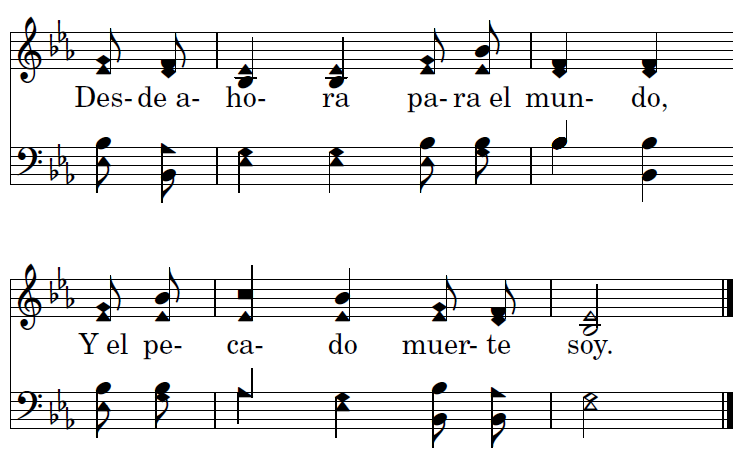 Des- de a- ho- ra pa- ra el mun- do,
Y el pe- ca- do muer- te soy.